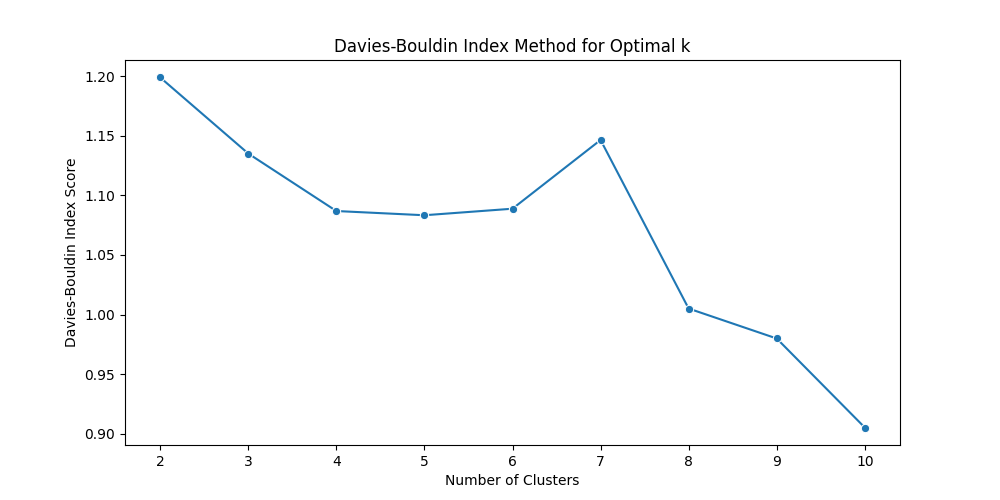 Davies-Bouldin Index Method for Optimal k
Davies-Bouldin Index Score
1.20
1.15
1.10
1.05
1.00
0.95
0.90
2 3 4 5 6 7 8 9 10
Number of Clusters